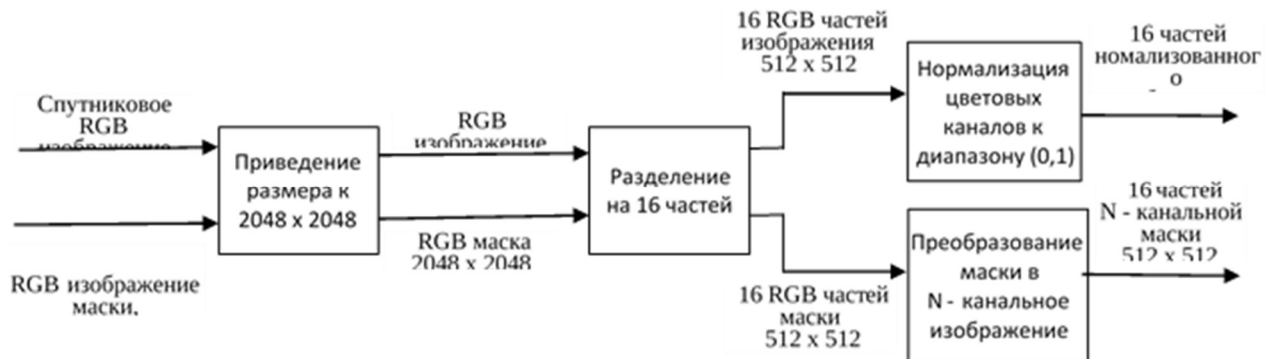 Спутниковое
RGB
изображение
RGB изображение
маски,
Приведение
размера к
2048 x 2048
RGB
изображение
RGB маска
2048 x 2048
Разделение
на 16 частей
16 RGB частей
изображения
512 x 512
16 RGB частей
маски
512 x 512
Нормализация
цветовых
каналов к
диапазону (0,1)
16 частей
номализованног
о
Преобразование
маски в
N - канальное
изображение
16 частей
N - канальной
маски
512 x 512